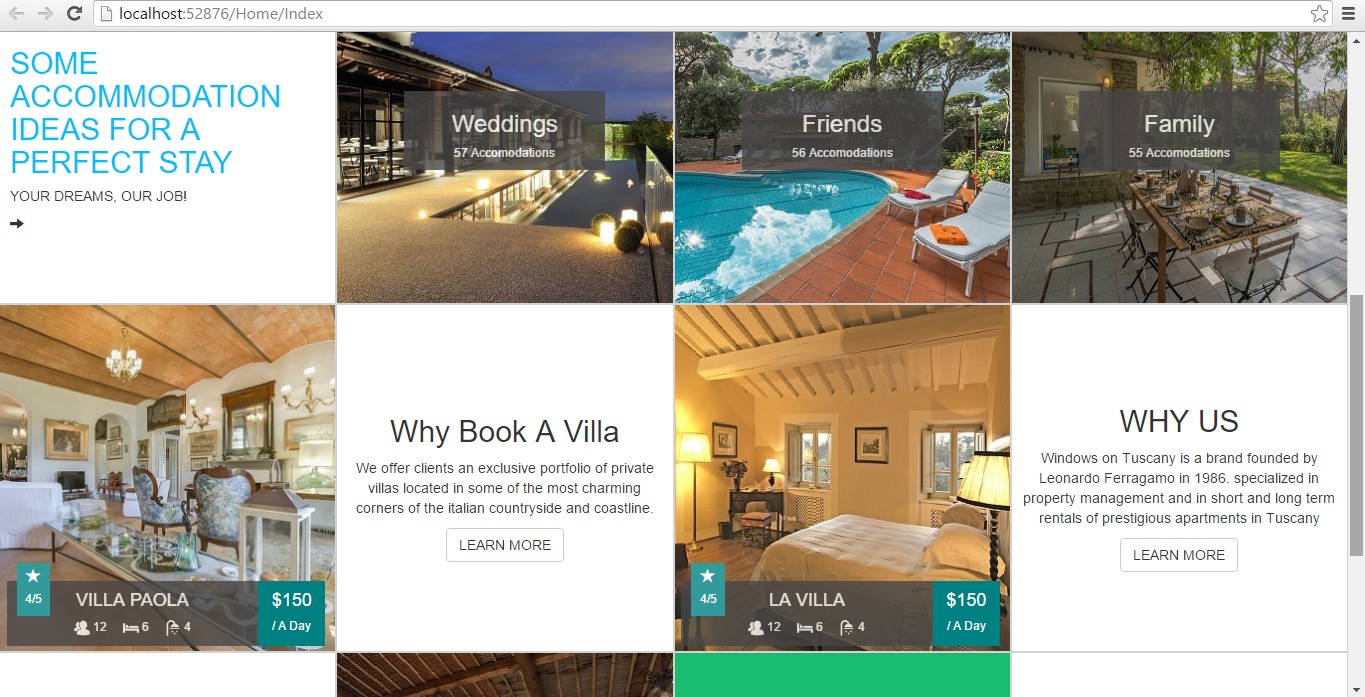 localhost:52876/Home/Index
SOME
ACCOMMODATION
IDEAS FOR A
PERFECT STAY
YOUR DREAMS, OUR JOB!
Weddings
57 Accomodations
Friends
56 Accomodations
Family
55 Accomodations
4/5
VILLA PAOLA
12 6 4
$150
/ A Day
Why Book A Villa
We offer clients an exclusive portfolio of private
villas located in some of the most charming
corners of the italian countryside and coastline.
LEARN MORE
4/5
LA VILLA
12 6 4
$150
/ A Day
WHY US
Windows on Tuscany is a brand founded by
Leonardo Ferragamo in 1986. specialized in
property management and in short and long term
rentals of prestigious apartments in Tuscany
LEARN MORE